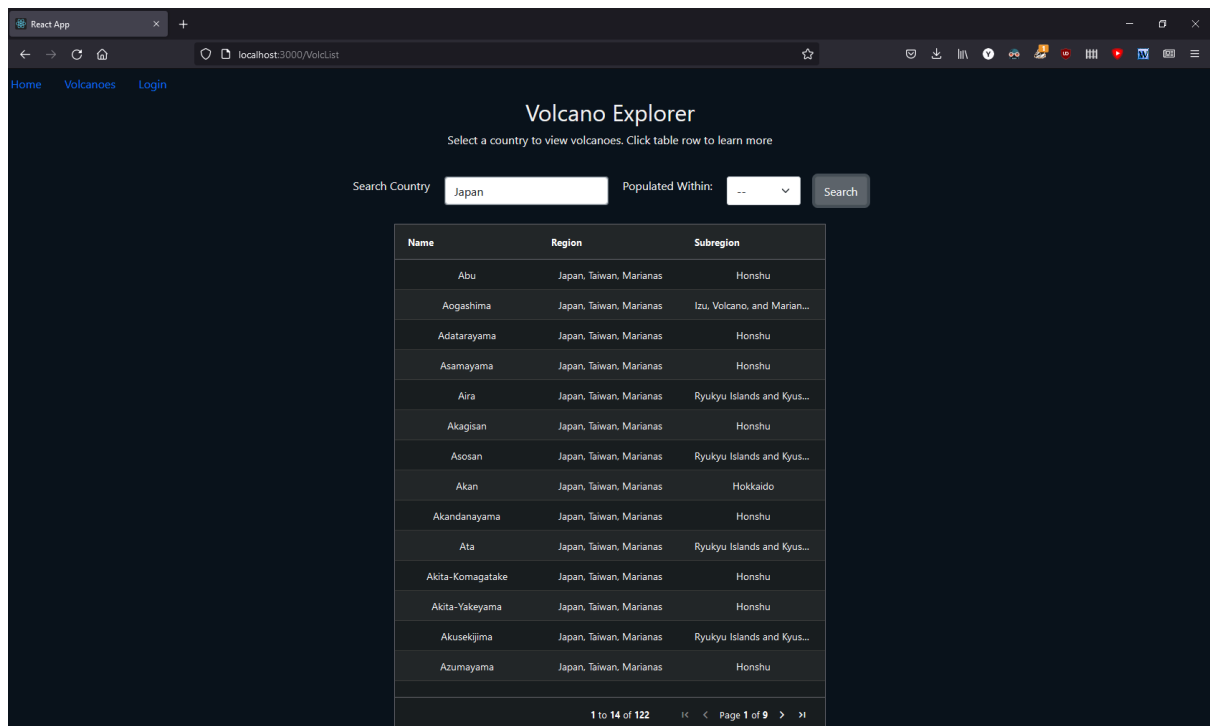 React App
localhost:3000/VolcList
Home Volcanoes Login
Volcano Explorer
Select a country to view volcanoes. Click table row to learn more
Search Country Japan Populated Within: -- Search
Name Region Subregion
Abu Japan, Taiwan, Marianas Honshu
Aogashima Japan, Taiwan, Marianas Izu, Volcano, and Marian...
Adatarayama Japan, Taiwan, Marianas Honshu
Asamayama Japan, Taiwan, Marianas Honshu
Aira Japan, Taiwan, Marianas Ryukyu Islands and Kyus...
Akagisan Japan, Taiwan, Marianas Honshu
Asosan Japan, Taiwan, Marianas Ryukyu Islands and Kyus...
Akan Japan, Taiwan, Marianas Hokkaido
Akandanayama Japan, Taiwan, Marianas Honshu
Ata Japan, Taiwan, Marianas Ryukyu Islands and Kyus...
Akita-Komagatake Japan, Taiwan, Marianas Honshu
Akita-Yakeyama Japan, Taiwan, Marianas Honshu
Akusekijima Japan, Taiwan, Marianas Ryukyu Islands and Kyus...
Azumayama Japan, Taiwan, Marianas Honshu
1 to 14 of 122 Page 1 of 9